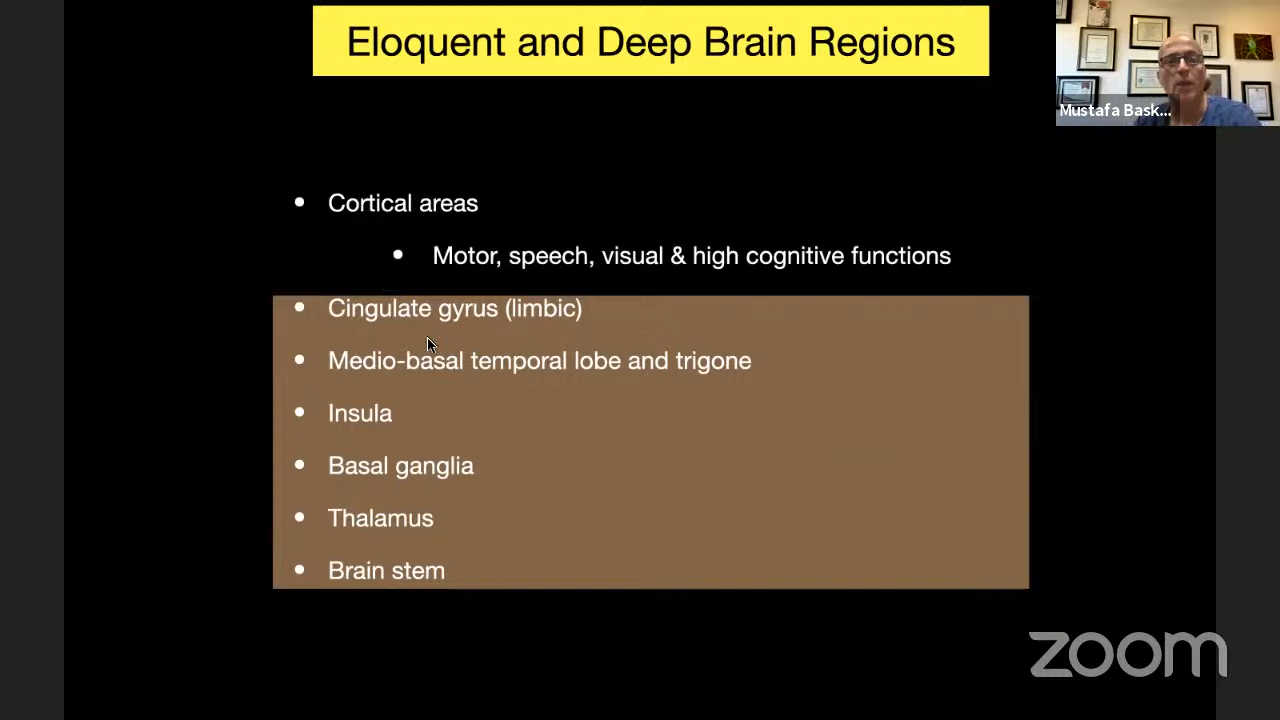 Eloquent and Deep Brain Regions
Mustafa Bask...
• Cortical areas
• Motor, speech, visual & high cognitive functions
• Cingulate gyrus (limbic)
• Medio-basal temporal lobe and trigone
• Insula
• Basal ganglia
• Thalamus
• Brain stem
zoom